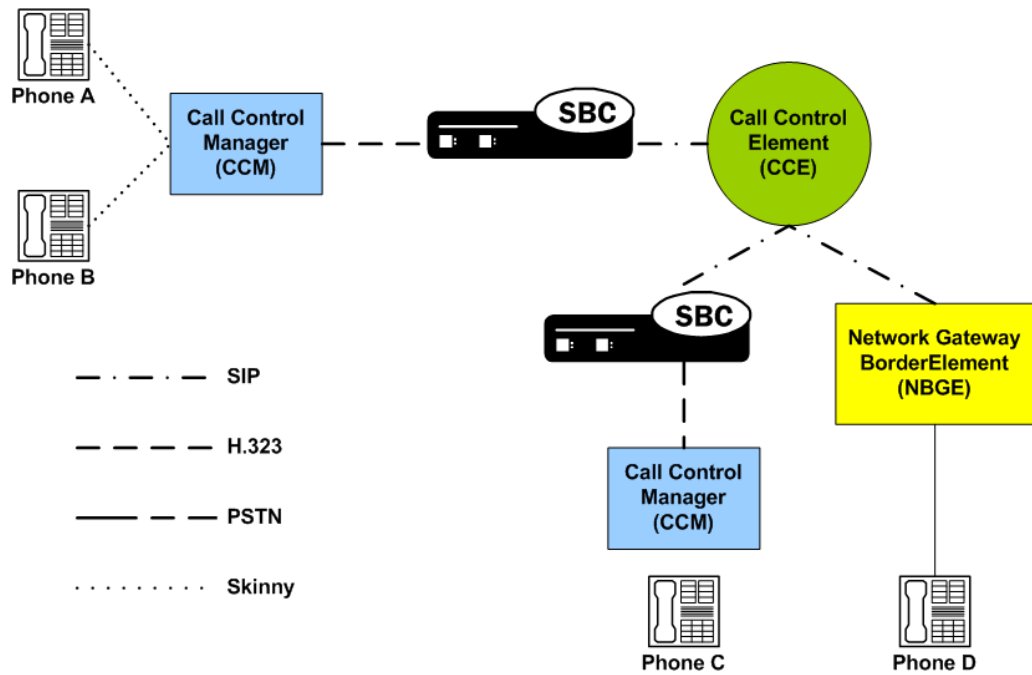 Phone A
Phone B
Call Control
Manager
(CCM)
SBC
Call Control
Element
(CCE)
SBC
Network Gateway
BorderElement
(NBGE)
Call Control
Manager
(CCM)
Phone C
Phone D
SIP
H.323
PSTN
Skinny